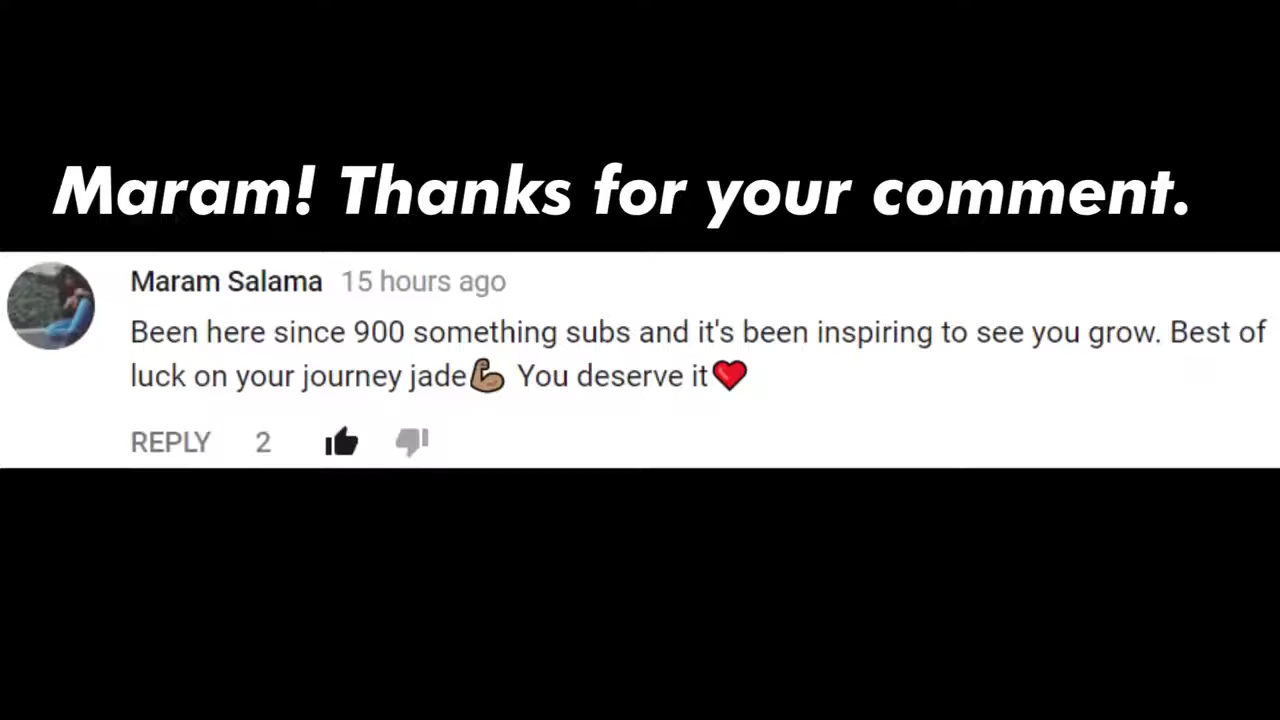 Maram! Thanks for your comment.
Maram Salama 15 hours ago
Been here since 900 something subs and it's been inspiring to see you grow. Best of
luck on your journey jade💪🏽 You deserve it❤️
REPLY 2